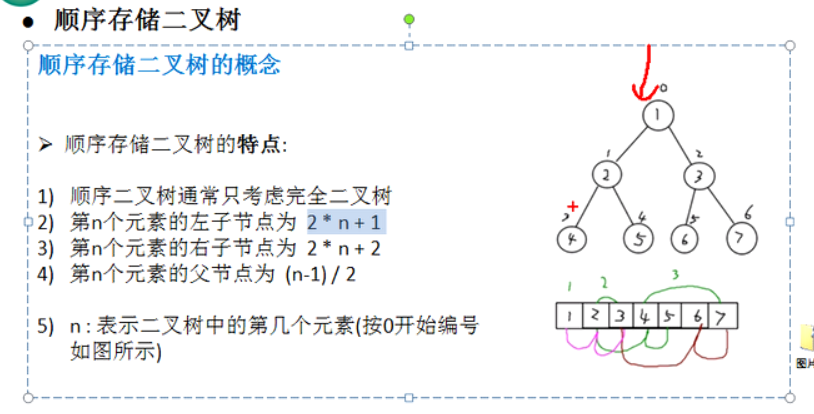 ● 顺序存储二叉树
顺序存储二叉树的概念
➢ 顺序存储二叉树的特点:
1) 顺序二叉树通常只考虑完全二叉树
2) 第n个元素的左子节点为 2 * n + 1
3) 第n个元素的右子节点为 2 * n + 2
4) 第n个元素的父节点为 (n-1) / 2
5) n : 表示二叉树中的第几个元素(按0开始编号
如图所示)
0
1
1 2
2 3
3 4 5 6
4 5 6 7
1 2 3
1 2 3 4 5 6 7